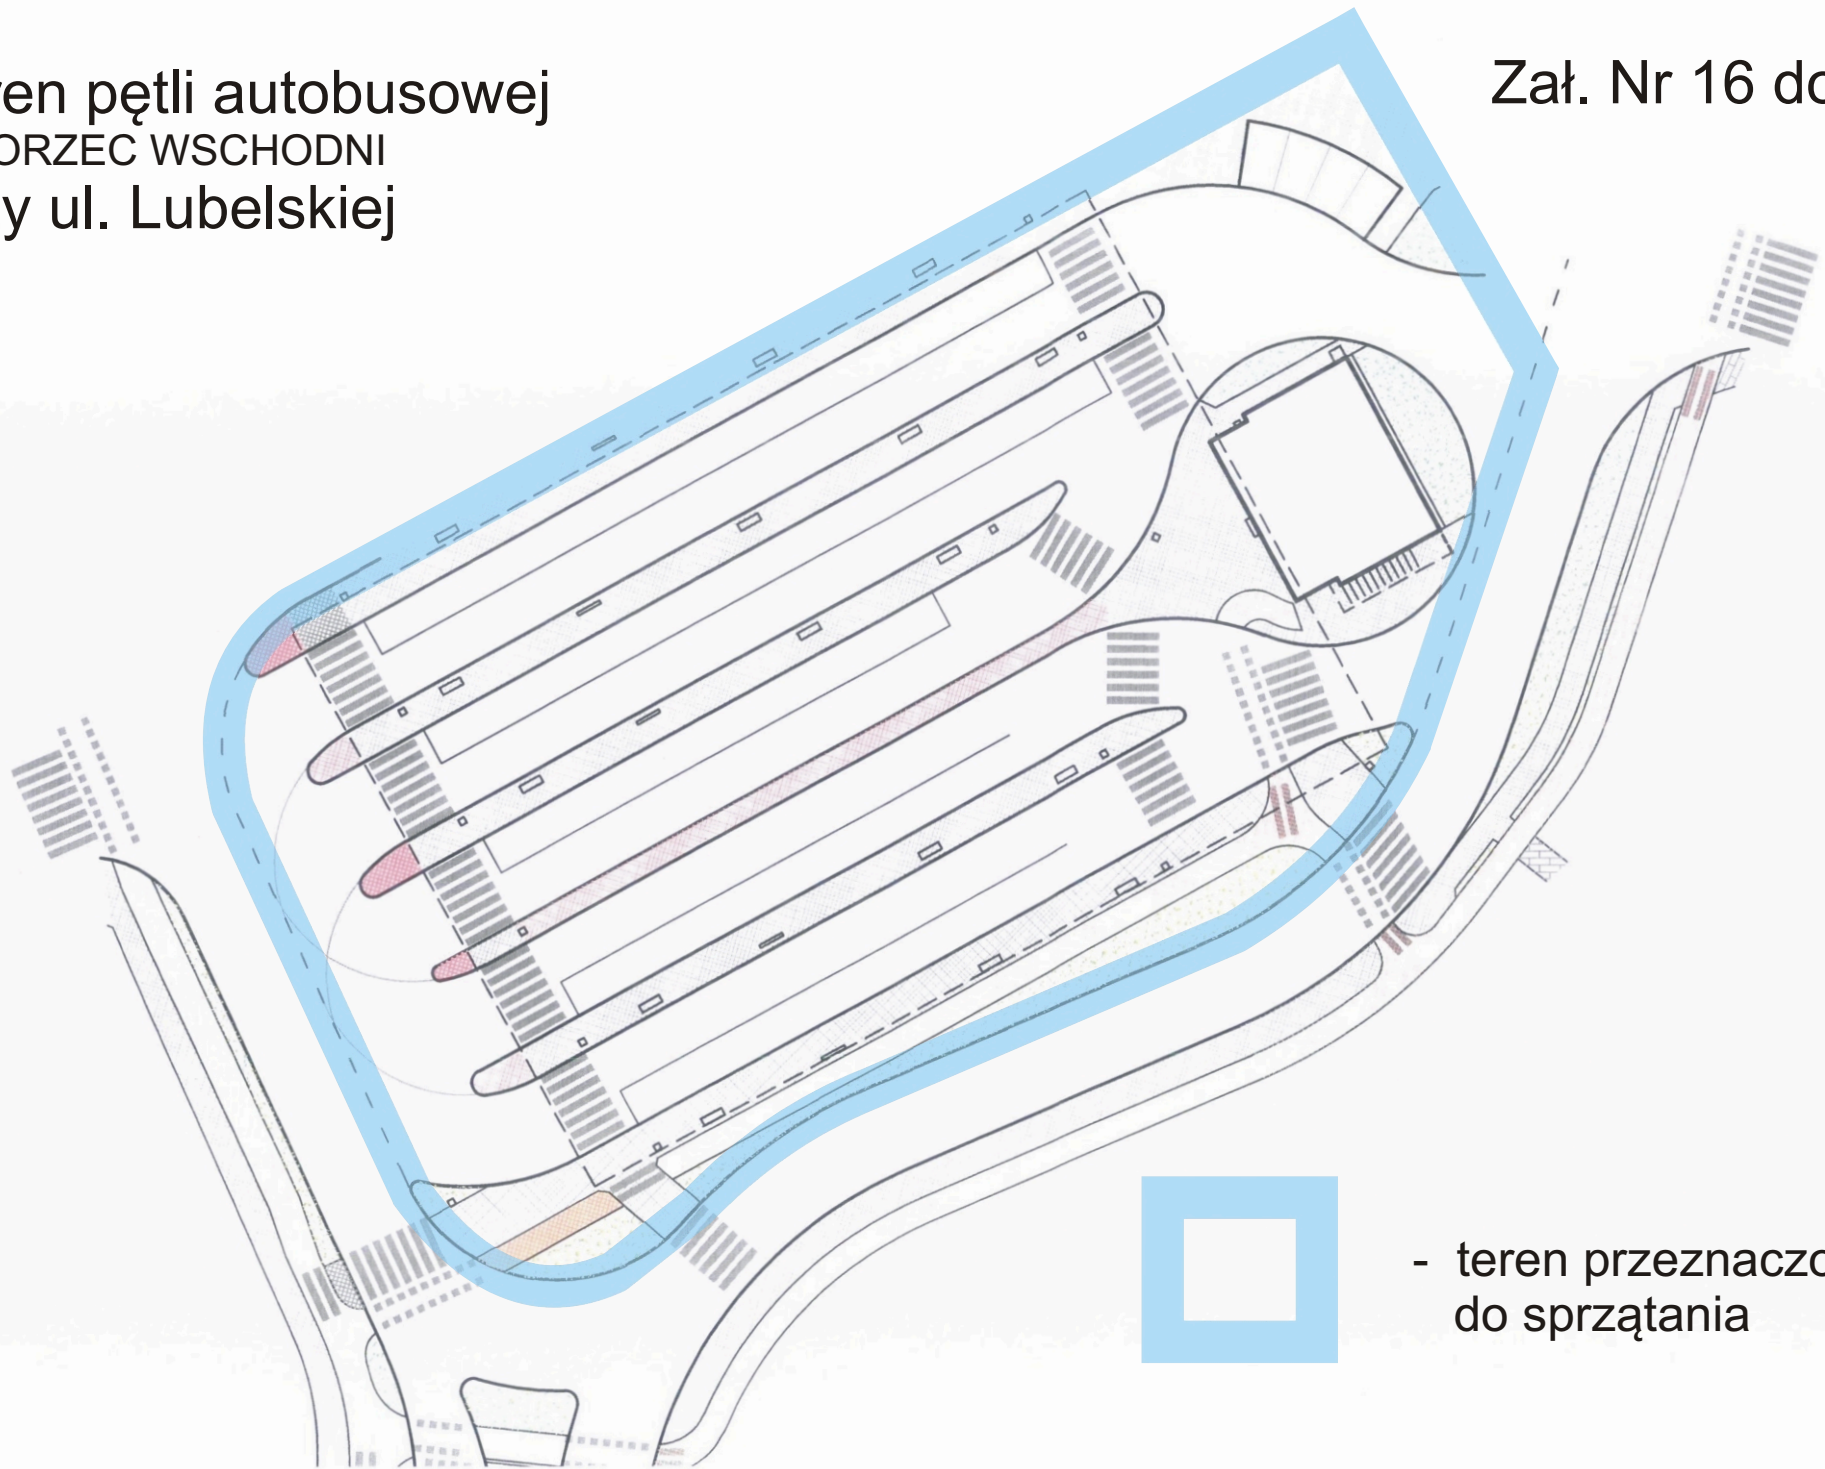 ren pętli autobusowej
ORZEC WSCHODNI
y ul. Lubelskiej
Zał. Nr 16 do
- teren przeznaczo
do sprzątania